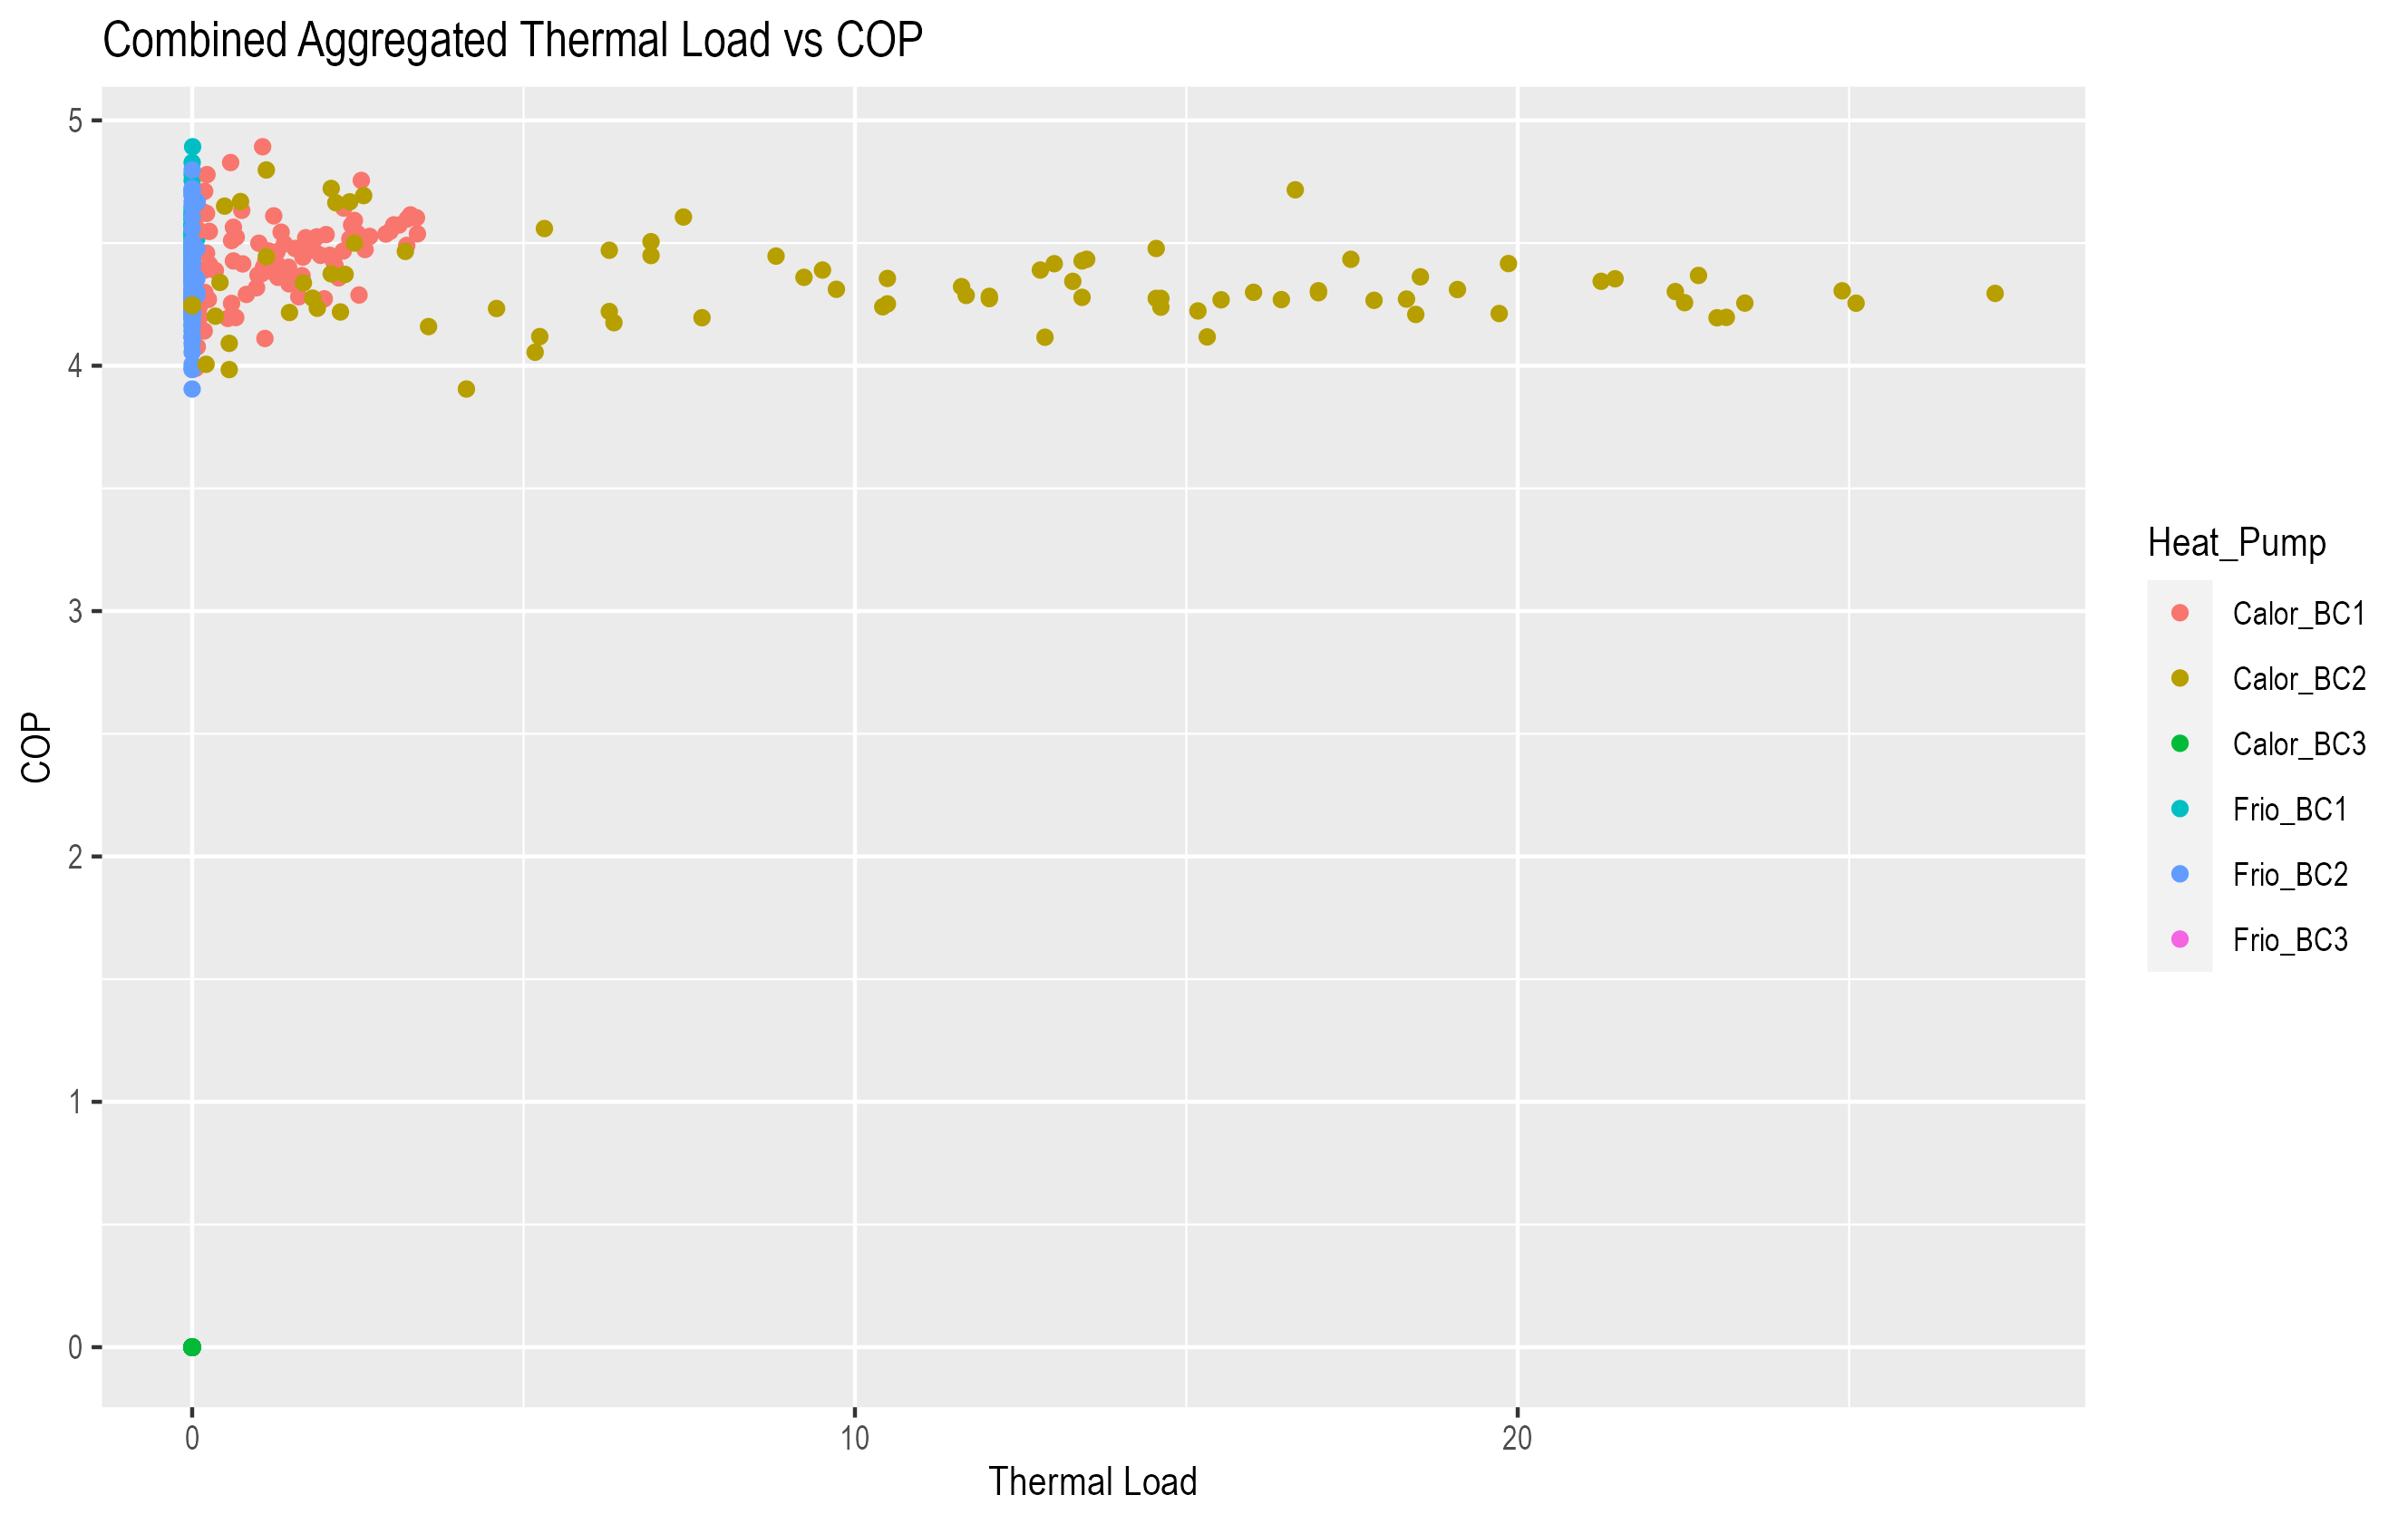 Combined Aggregated Thermal Load vs COP
5
4
3
2
1
0
COP
0
10
20
Thermal Load
Heat_Pump
Calor_BC1
Calor_BC2
Calor_BC3
Frio_BC1
Frio_BC2
Frio_BC3